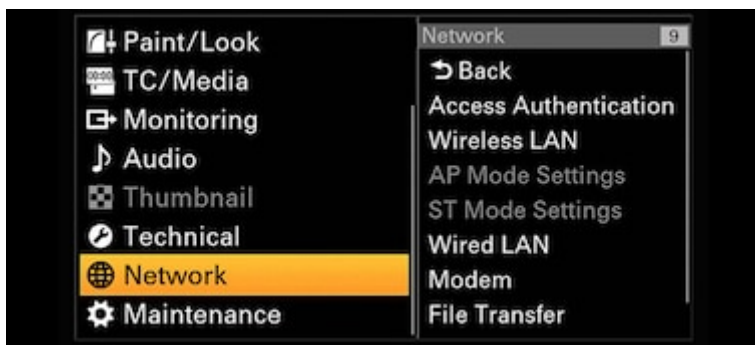 Paint/Look
TC/Media
Monitoring
Audio
Thumbnail
Technical
Network
Maintenance
Network 9
Back
Access Authentication
Wireless LAN
AP Mode Settings
ST Mode Settings
Wired LAN
Modem
File Transfer